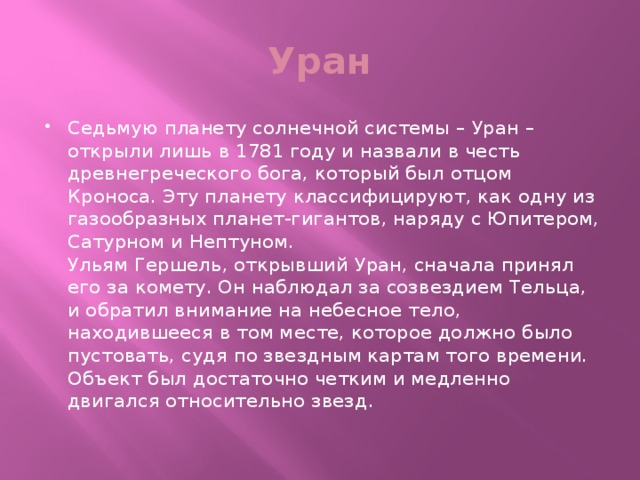 Уран
Седьмую планету солнечной системы – Уран –
открыли лишь в 1781 году и назвали в честь
древнегреческого бога, который был отцом
Кроноса. Эту планету классифицируют, как одну из
газообразных планет-гигантов, наряду с Юпитером,
Сатурном и Нептуном.
Ульям Гершель, открывший Уран, сначала принял
его за комету. Он наблюдал за созвездием Тельца,
и обратил внимание на небесное тело,
находившееся в том месте, которое должно было
пустовать, судя по звездным картам того времени.
Объект был достаточно четким и медленно
двигался относительно звезд.